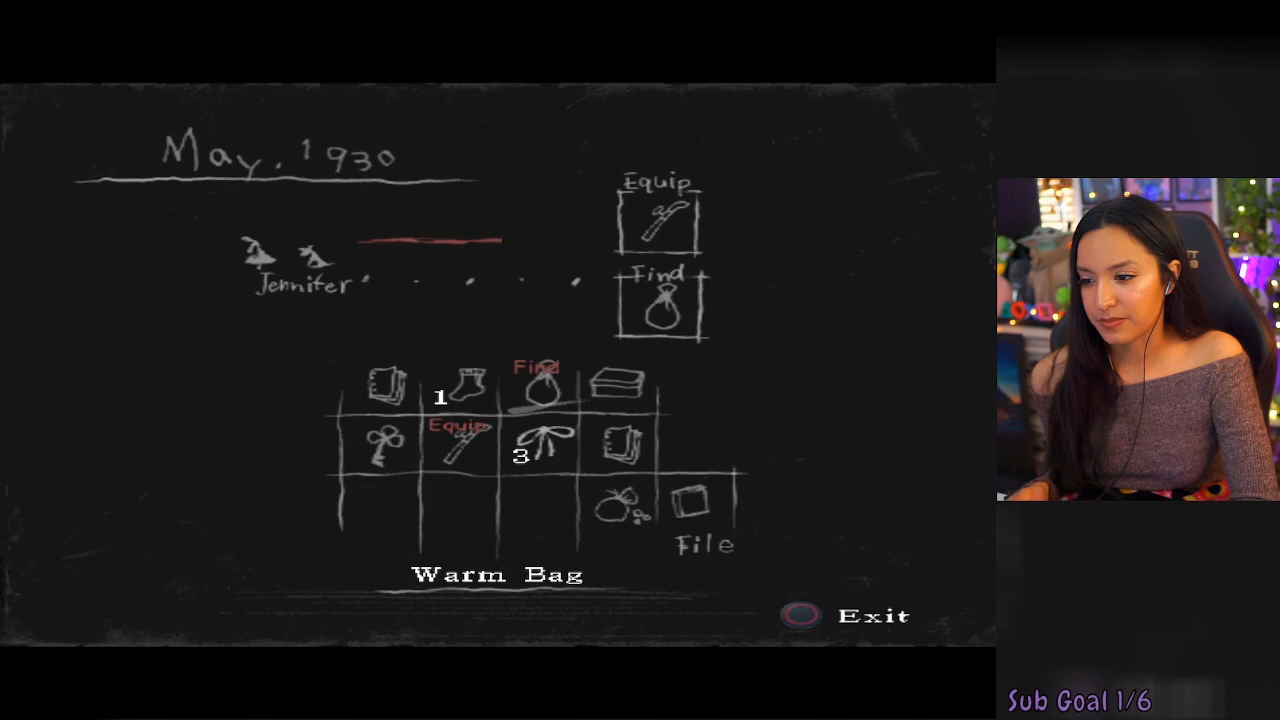 May. 1930
Equip
Jennifer
Find
Find
1
Equip
3
File
Warm Bag
Exit
Sub Goal 1/6